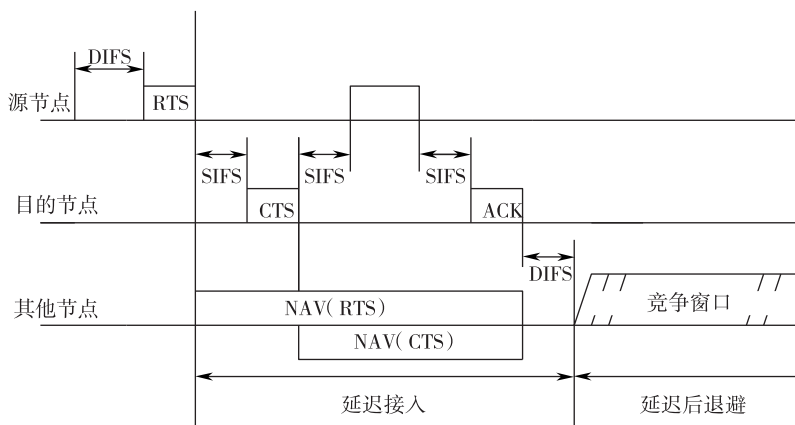 DIFS
源节点
RTS
SIFS
SIFS
SIFS
目的节点
CTS
ACK
DIFS
其他节点
NAV( RTS )
竞争窗口
NAV( CTS )
延迟接入
延迟后退避